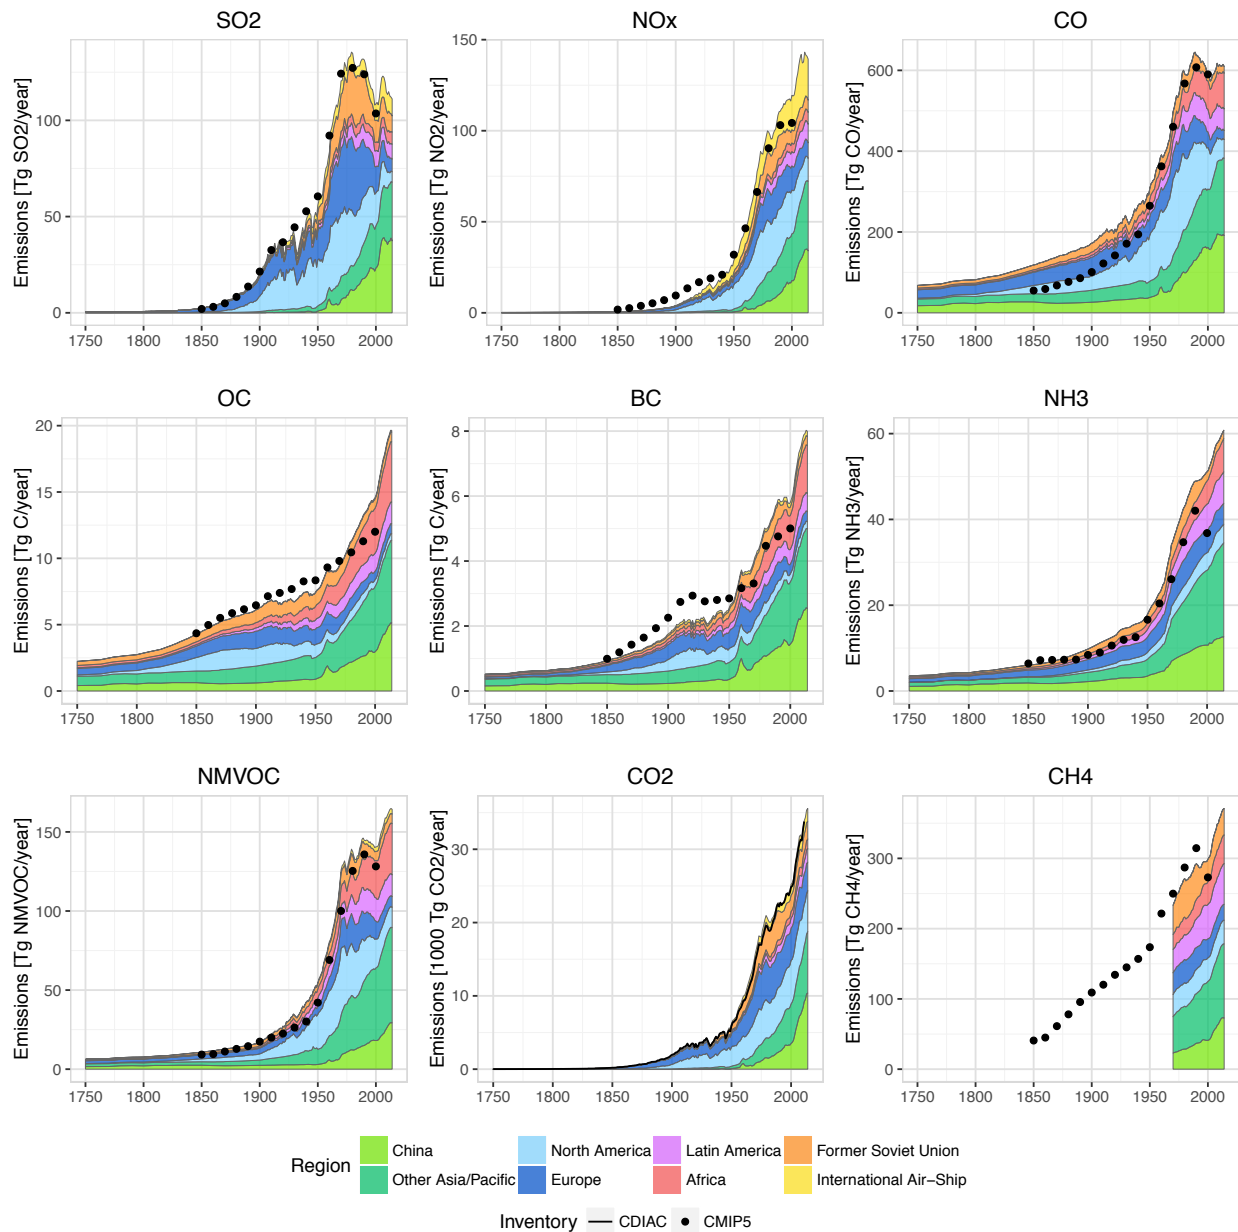 SO2
NOx
CO
Emissions [Tg SO2/year]
100
50
0
1750 1800 1850 1900 1950 2000
Emissions [Tg NO2/year]
150
100
50
0
1750 1800 1850 1900 1950 2000
Emissions [Tg CO/year]
600
400
200
0
1750 1800 1850 1900 1950 2000
OC
BC
NH3
Emissions [Tg C/year]
20
15
10
5
0
1750 1800 1850 1900 1950 2000
Emissions [Tg C/year]
8
6
4
2
0
1750 1800 1850 1900 1950 2000
Emissions [Tg NH3/year]
60
40
20
0
1750 1800 1850 1900 1950 2000
NMVOC
CO2
CH4
Emissions [Tg NMVOC/year]
150
100
50
0
1750 1800 1850 1900 1950 2000
Emissions [1000 Tg CO2/year]
30
20
10
0
1750 1800 1850 1900 1950 2000
Emissions [Tg CH4/year]
300
200
100
0
1750 1800 1850 1900 1950 2000
Region
China
North America
Latin America
Former Soviet Union
Other Asia/Pacific
Europe
Africa
International Air−Ship
Inventory
CDIAC
CMIP5